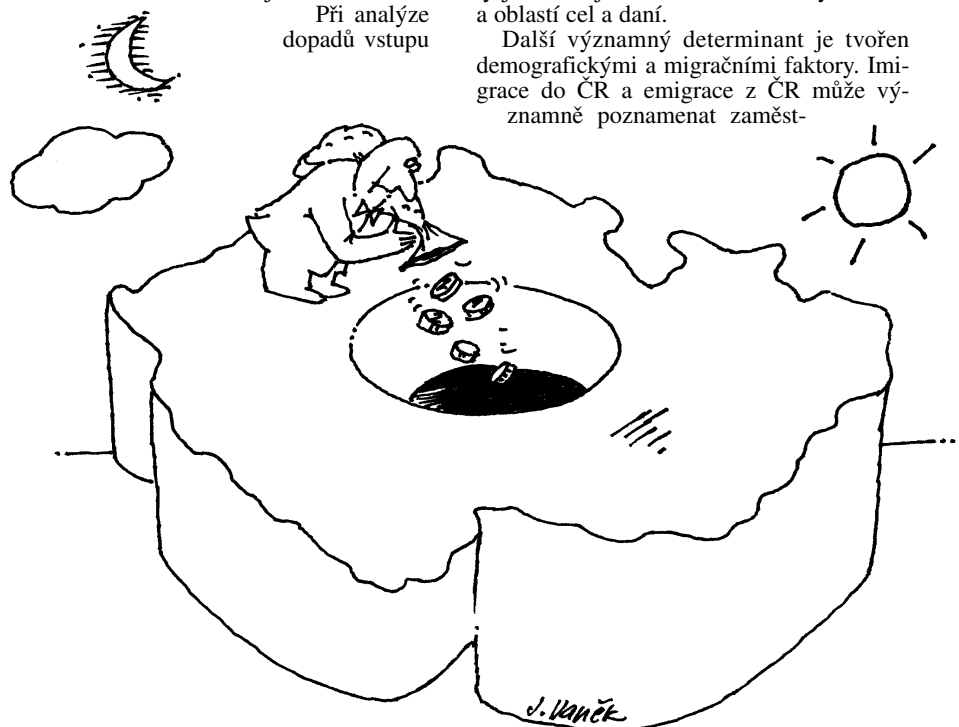 Při analýze
dopadů vstupu
a oblastí cel a daní.
Další významný determinant je tvořen
demografickými a migračními faktory. Imi-
grace do ČR a emigrace z ČR může vý-
znamně poznamenat zaměst-
J. Vaněk